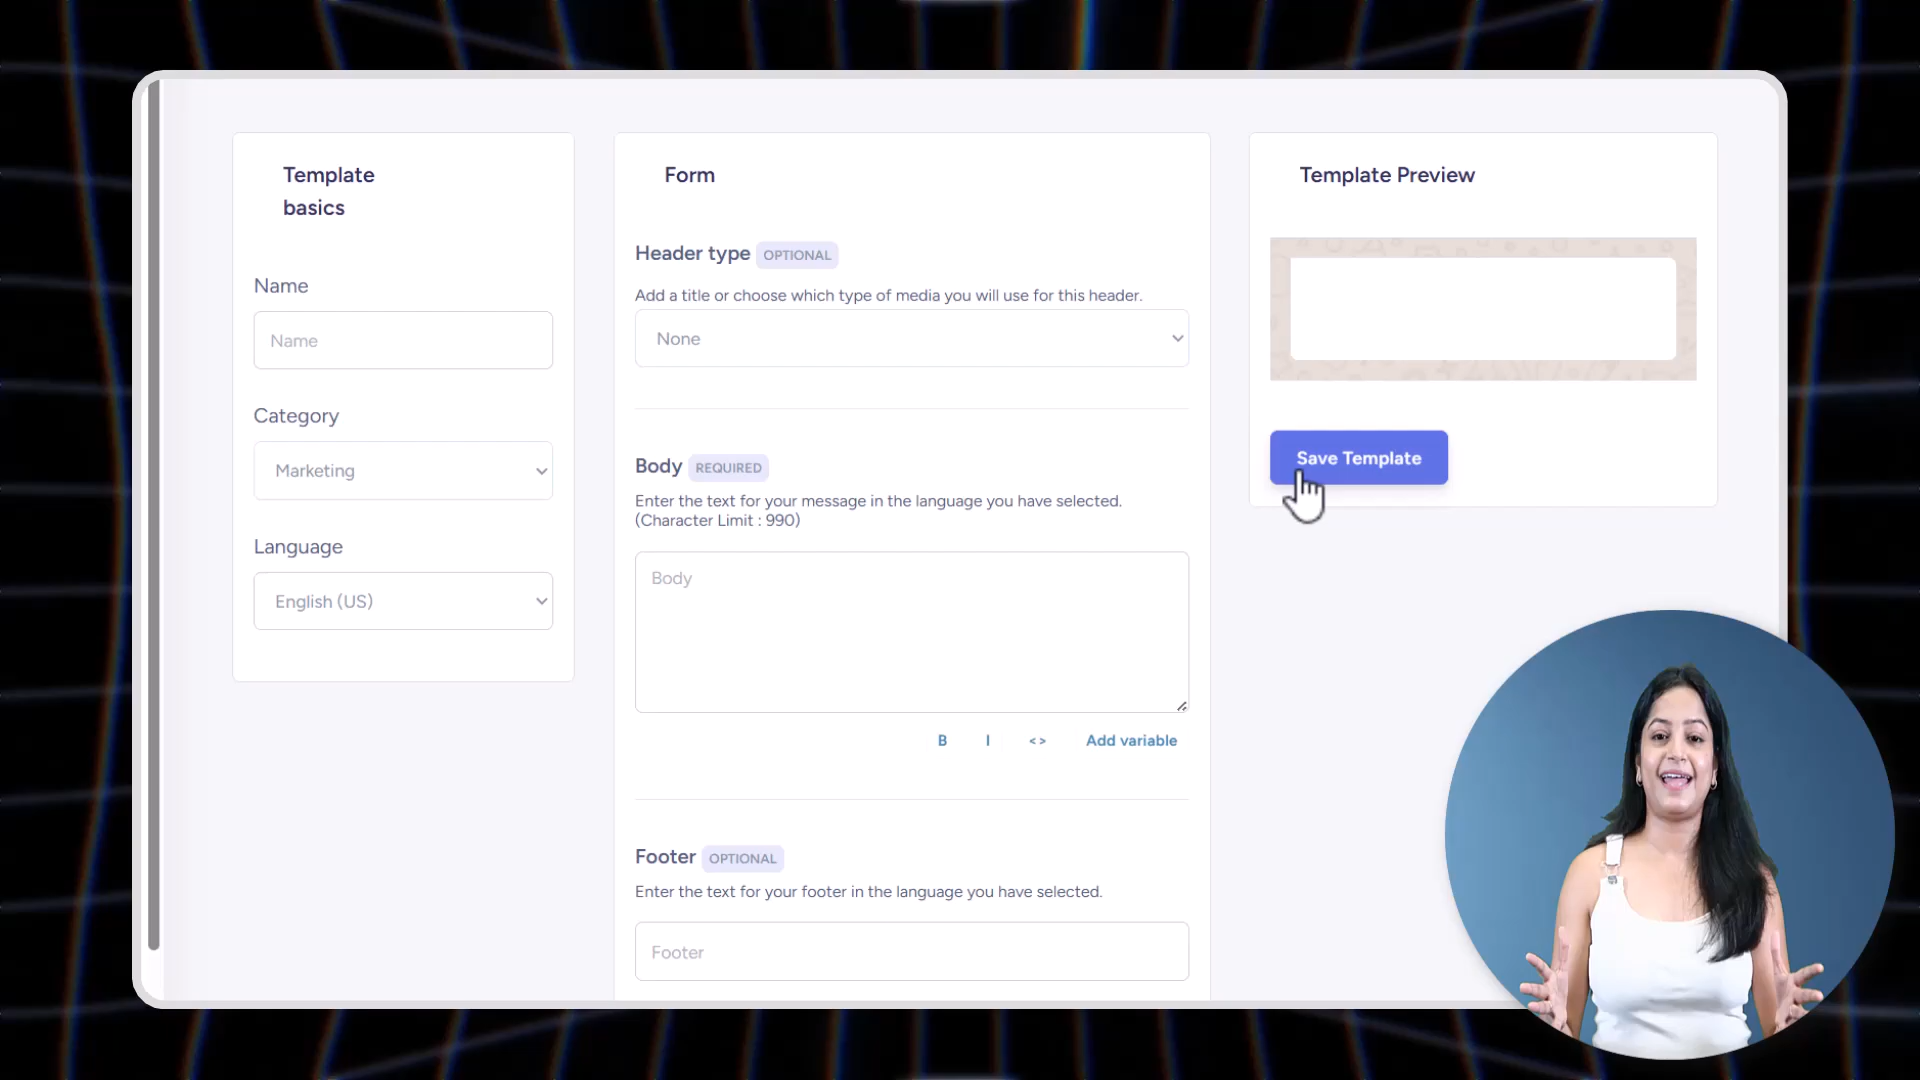 Template
basics
Name
Name
Category
Marketing
Language
English (US)
Form
Header type OPTIONAL
Add a title or choose which type of media you will use for this header.
None
Body REQUIRED
Enter the text for your message in the language you have selected.
(Character Limit : 990)
Body
B I <> Add variable
Footer OPTIONAL
Enter the text for your footer in the language you have selected.
Footer
Template Preview
Save Template